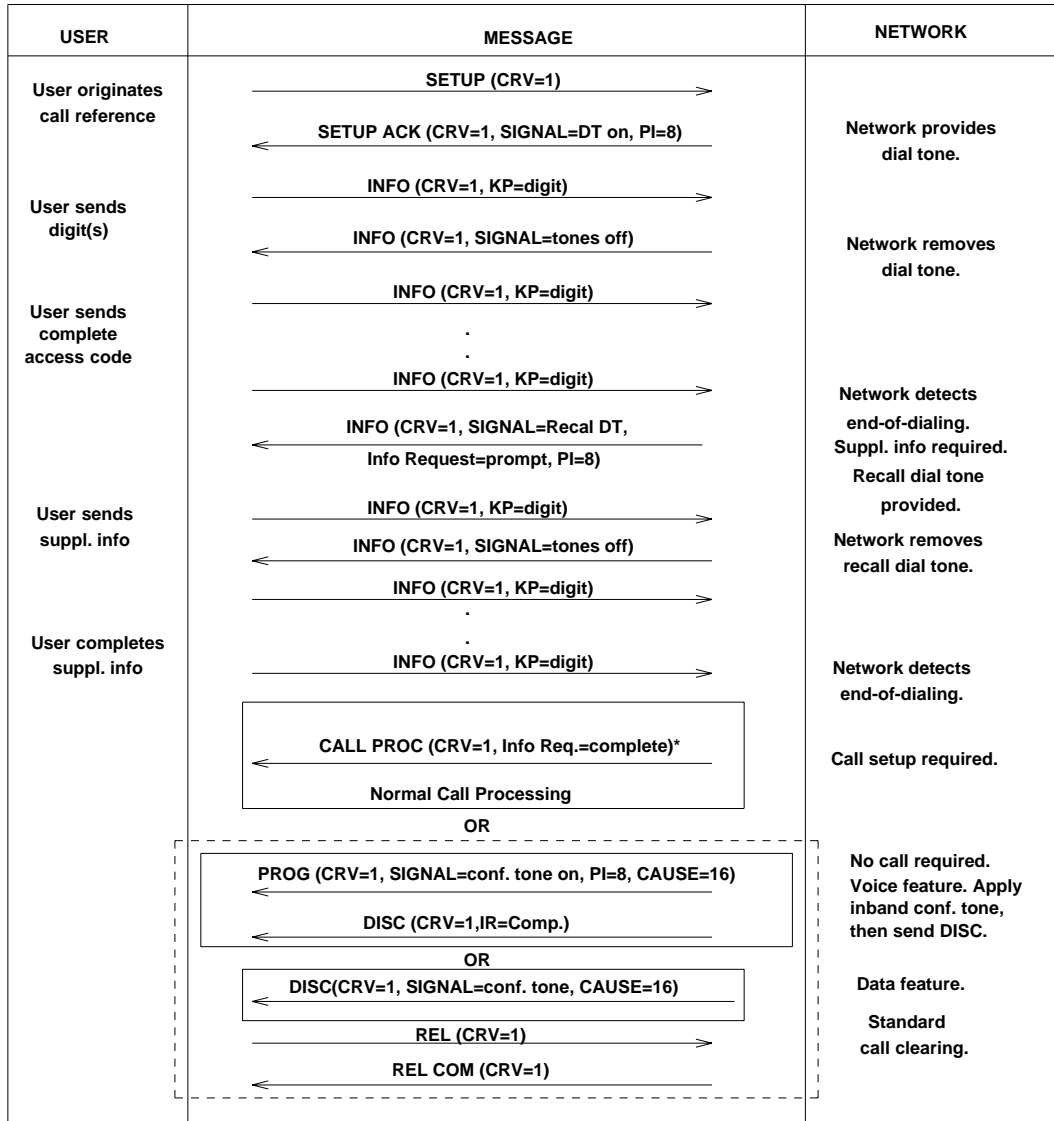 USER
MESSAGE
NETWORK
User originates
call reference
SETUP (CRV=1)
SETUP ACK (CRV=1, SIGNAL=DT on, PI=8)
Network provides
dial tone.
INFO (CRV=1, KP=digit)
User sends
digit(s)
INFO (CRV=1, SIGNAL=tones off)
Network removes
dial tone.
INFO (CRV=1, KP=digit)
User sends
complete
access code
.
.
INFO (CRV=1, KP=digit)
Network detects
end-of-dialing.
Suppl. info required.
Recall dial tone
provided.
INFO (CRV=1, SIGNAL=Recal DT,
Info Request=prompt, PI=8)
User sends
suppl. info
INFO (CRV=1, KP=digit)
INFO (CRV=1, SIGNAL=tones off)
Network removes
recall dial tone.
INFO (CRV=1, KP=digit)
.
.
User completes
suppl. info
INFO (CRV=1, KP=digit)
Network detects
end-of-dialing.
CALL PROC (CRV=1, Info Req.=complete)*
Call setup required.
Normal Call Processing
OR
PROG (CRV=1, SIGNAL=conf. tone on, PI=8, CAUSE=16)
DISC (CRV=1,IR=Comp.)
No call required.
Voice feature. Apply
inband conf. tone,
then send DISC.
OR
DISC(CRV=1, SIGNAL=conf. tone, CAUSE=16)
Data feature.
REL (CRV=1)
Standard
call clearing.
REL COM (CRV=1)